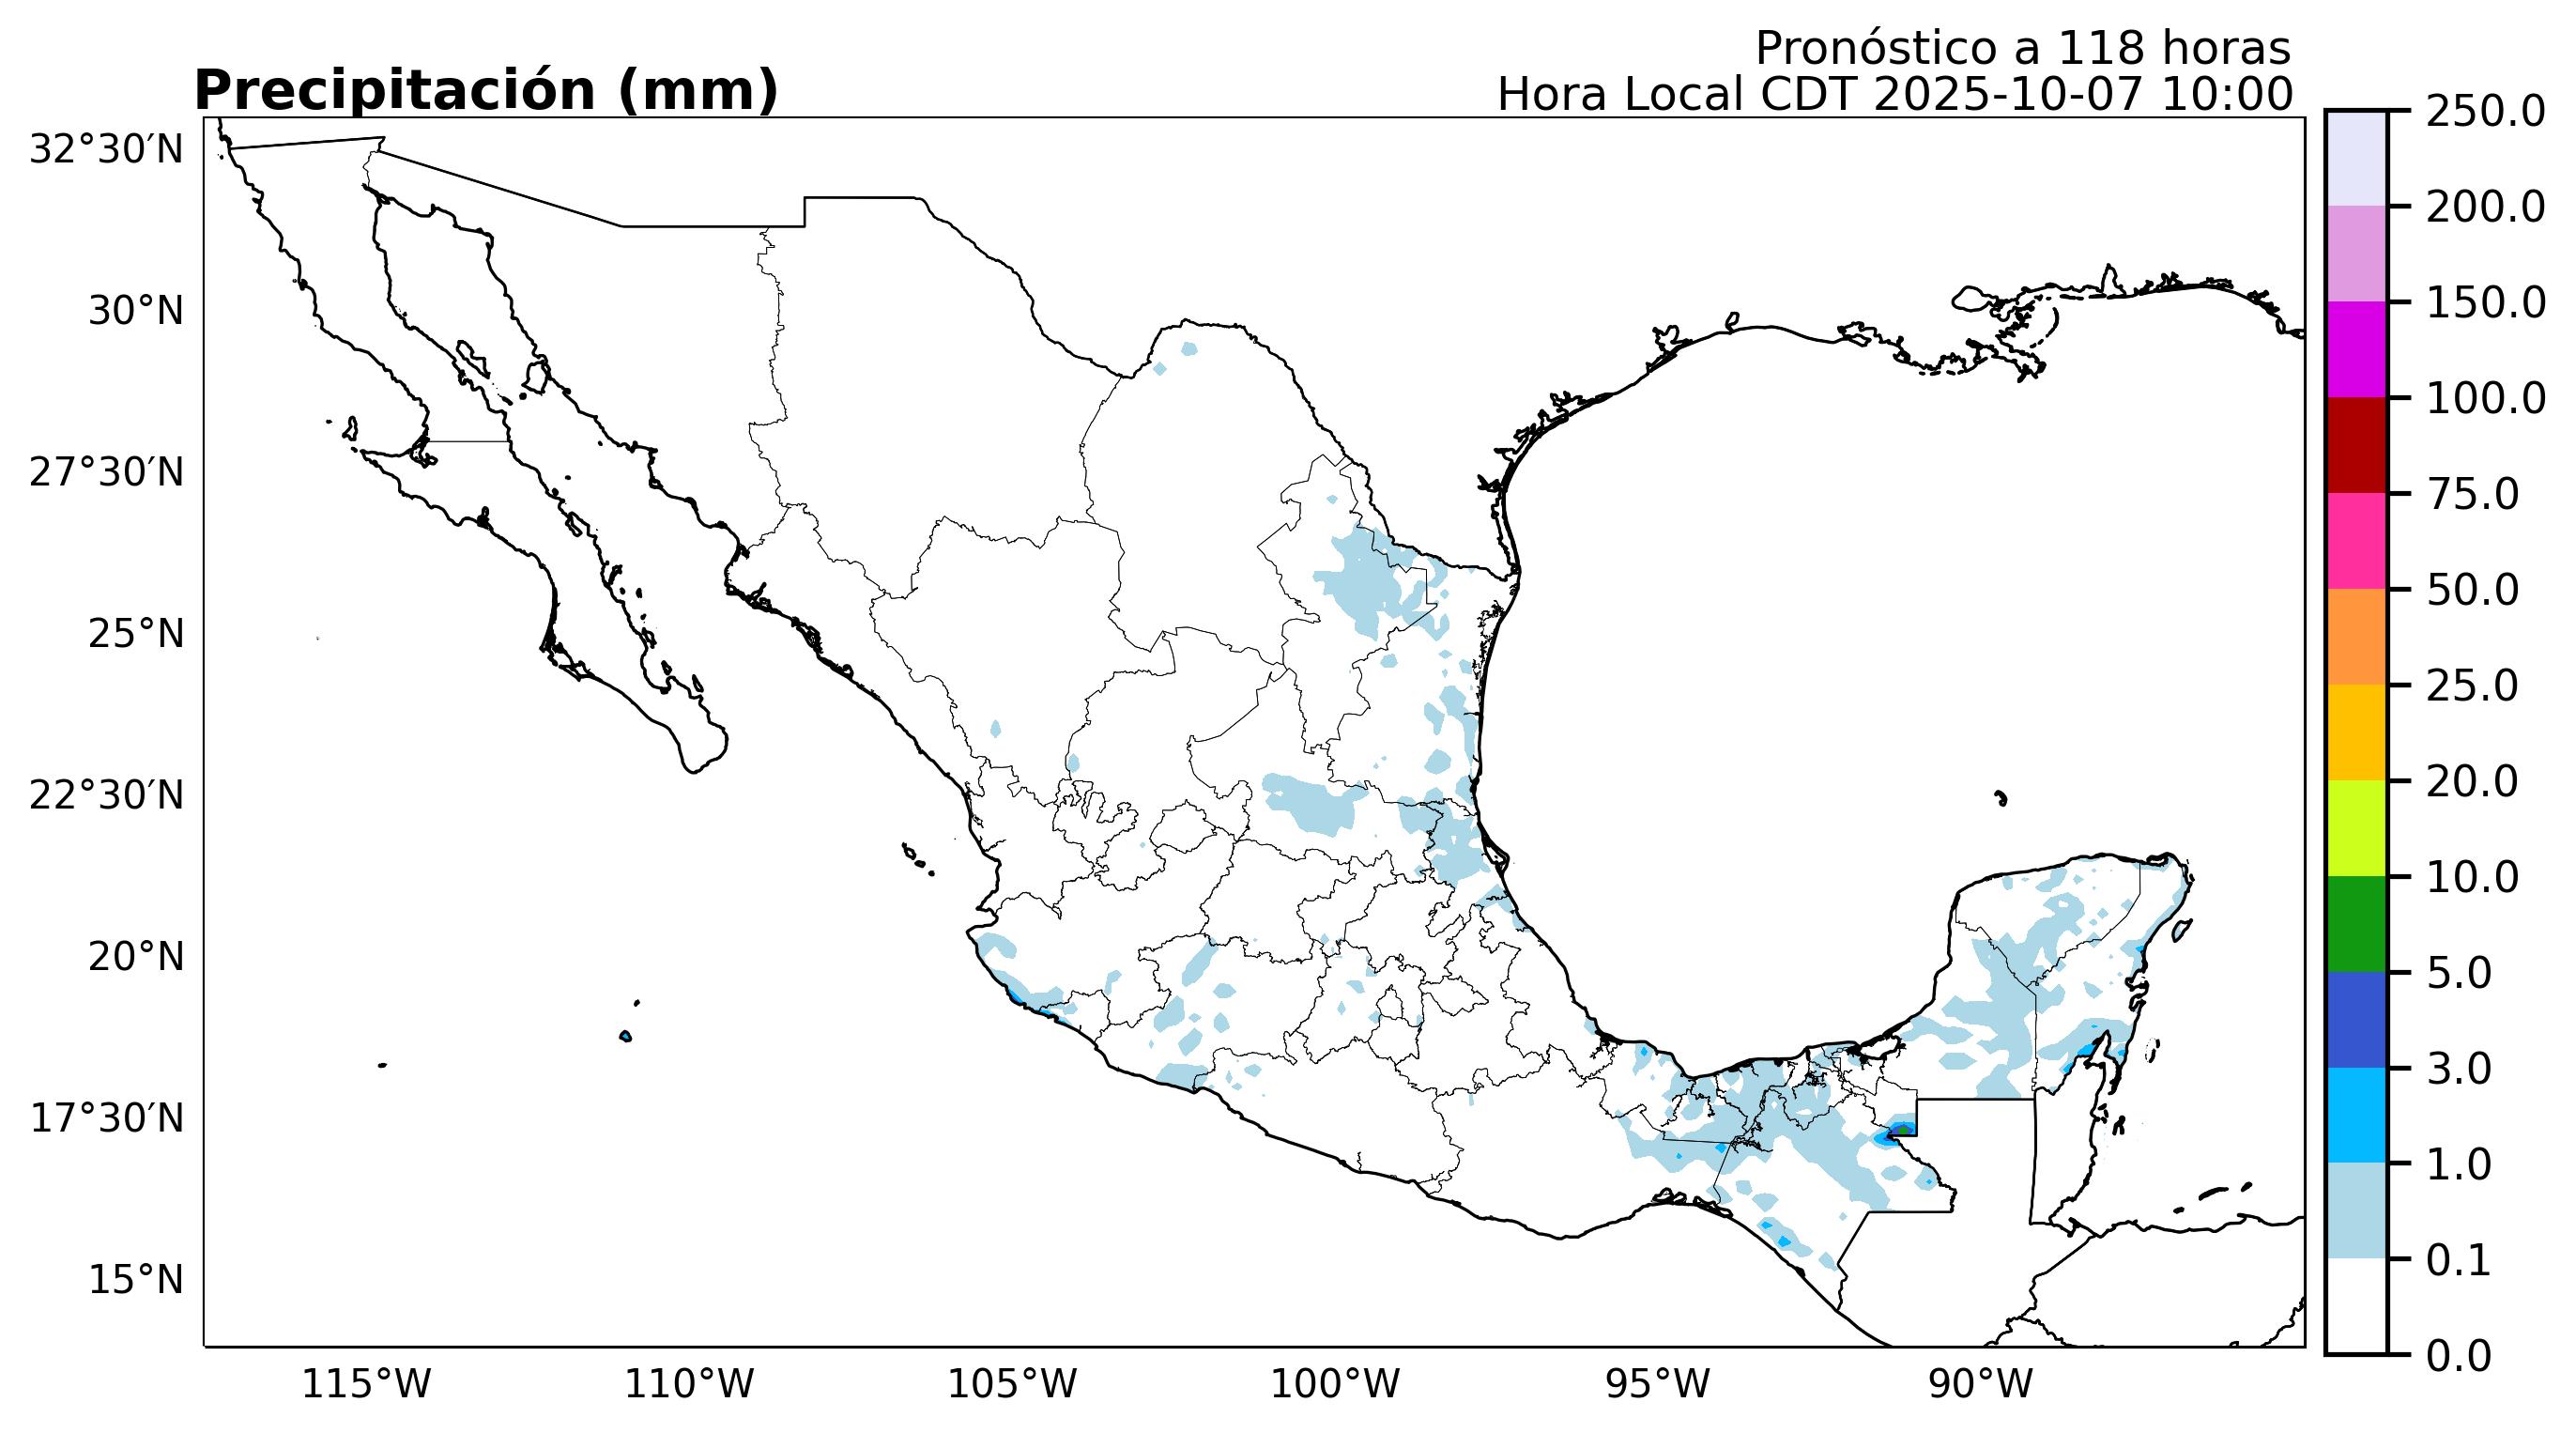 Pronóstico a 118 horas
Precipitación (mm)
Hora Local CDT 2025-10-07 10:00
32°30′N
30°N
27°30′N
25°N
22°30′N
20°N
17°30′N
15°N
115°W
110°W
105°W
100°W
95°W
90°W
250.0
200.0
150.0
100.0
75.0
50.0
25.0
20.0
10.0
5.0
3.0
1.0
0.1
0.0